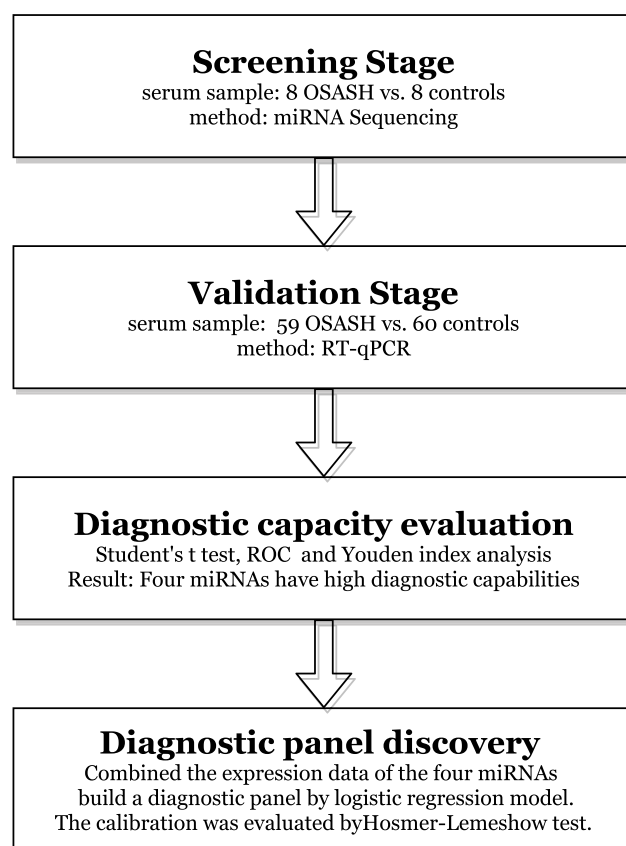 Screening Stage
serum sample: 8 OSASH vs. 8 controls
method: miRNA Sequencing
Validation Stage
serum sample:  59 OSASH vs. 60 controls
method: RT-qPCR
Diagnostic capacity evaluation
Student's t test, ROC  and Youden index analysis
Result: Four miRNAs have high diagnostic capabilities
Diagnostic panel discovery
Combined the expression data of the four miRNAs
build a diagnostic panel by logistic regression model.
The calibration was evaluated byHosmer-Lemeshow test.